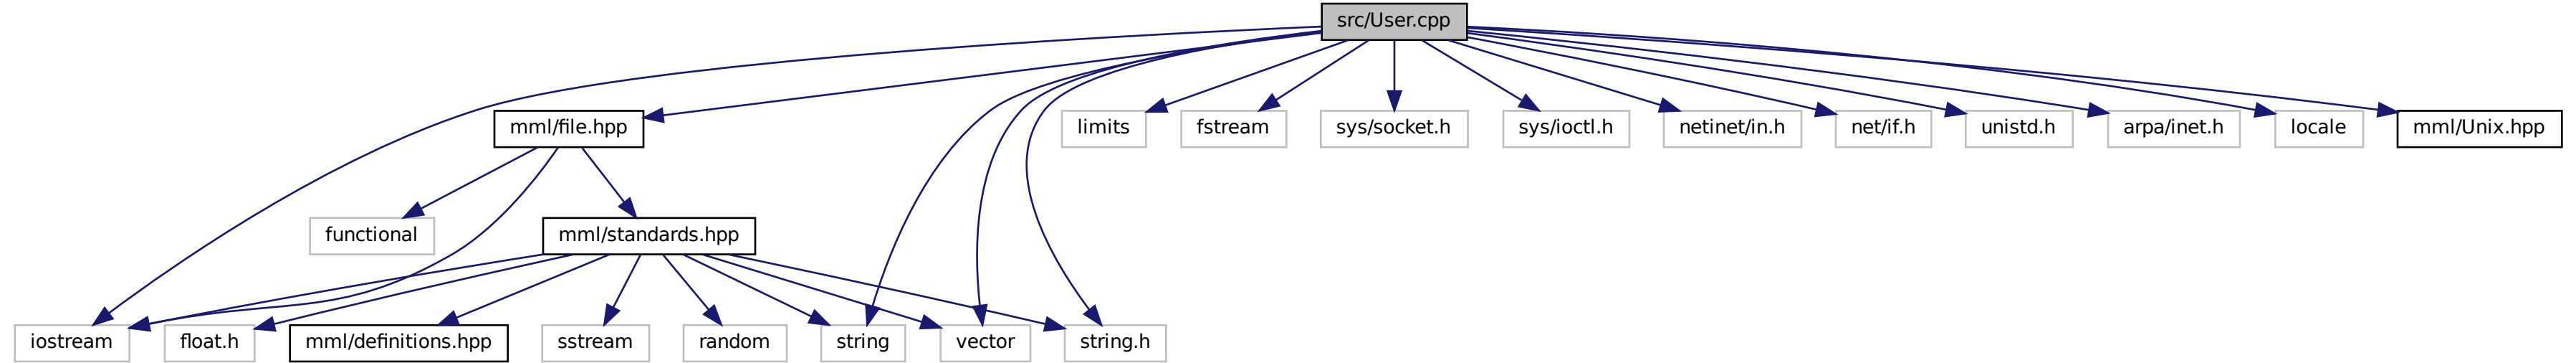 src/User.cpp
mml/file.hpp
limits
fstream
sys/socket.h
sys/ioctl.h
netinet/in.h
net/if.h
unistd.h
arpa/inet.h
locale
mml/Unix.hpp
functional
mml/standards.hpp
iostream
float.h
mml/definitions.hpp
sstream
random
string
vector
string.h